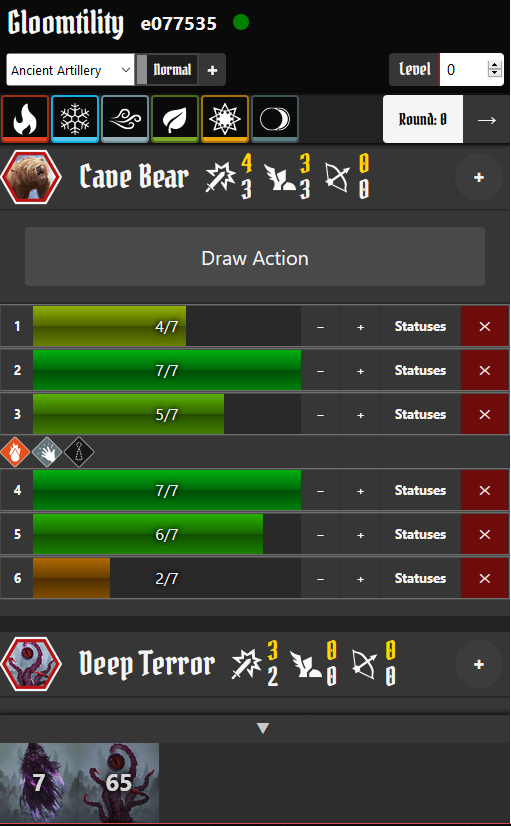 Gloomtility e077535
Ancient Artillery Normal + Level 0
Round: 0 →
Cave Bear 4 3 3 3 0 0 +
Draw Action
1 4/7 − + Statuses ×
2 7/7 − + Statuses ×
3 5/7 − + Statuses ×
4 7/7 − + Statuses ×
5 6/7 − + Statuses ×
6 2/7 − + Statuses ×
Deep Terror 3 2 0 0 0 0 +
▼
7 65